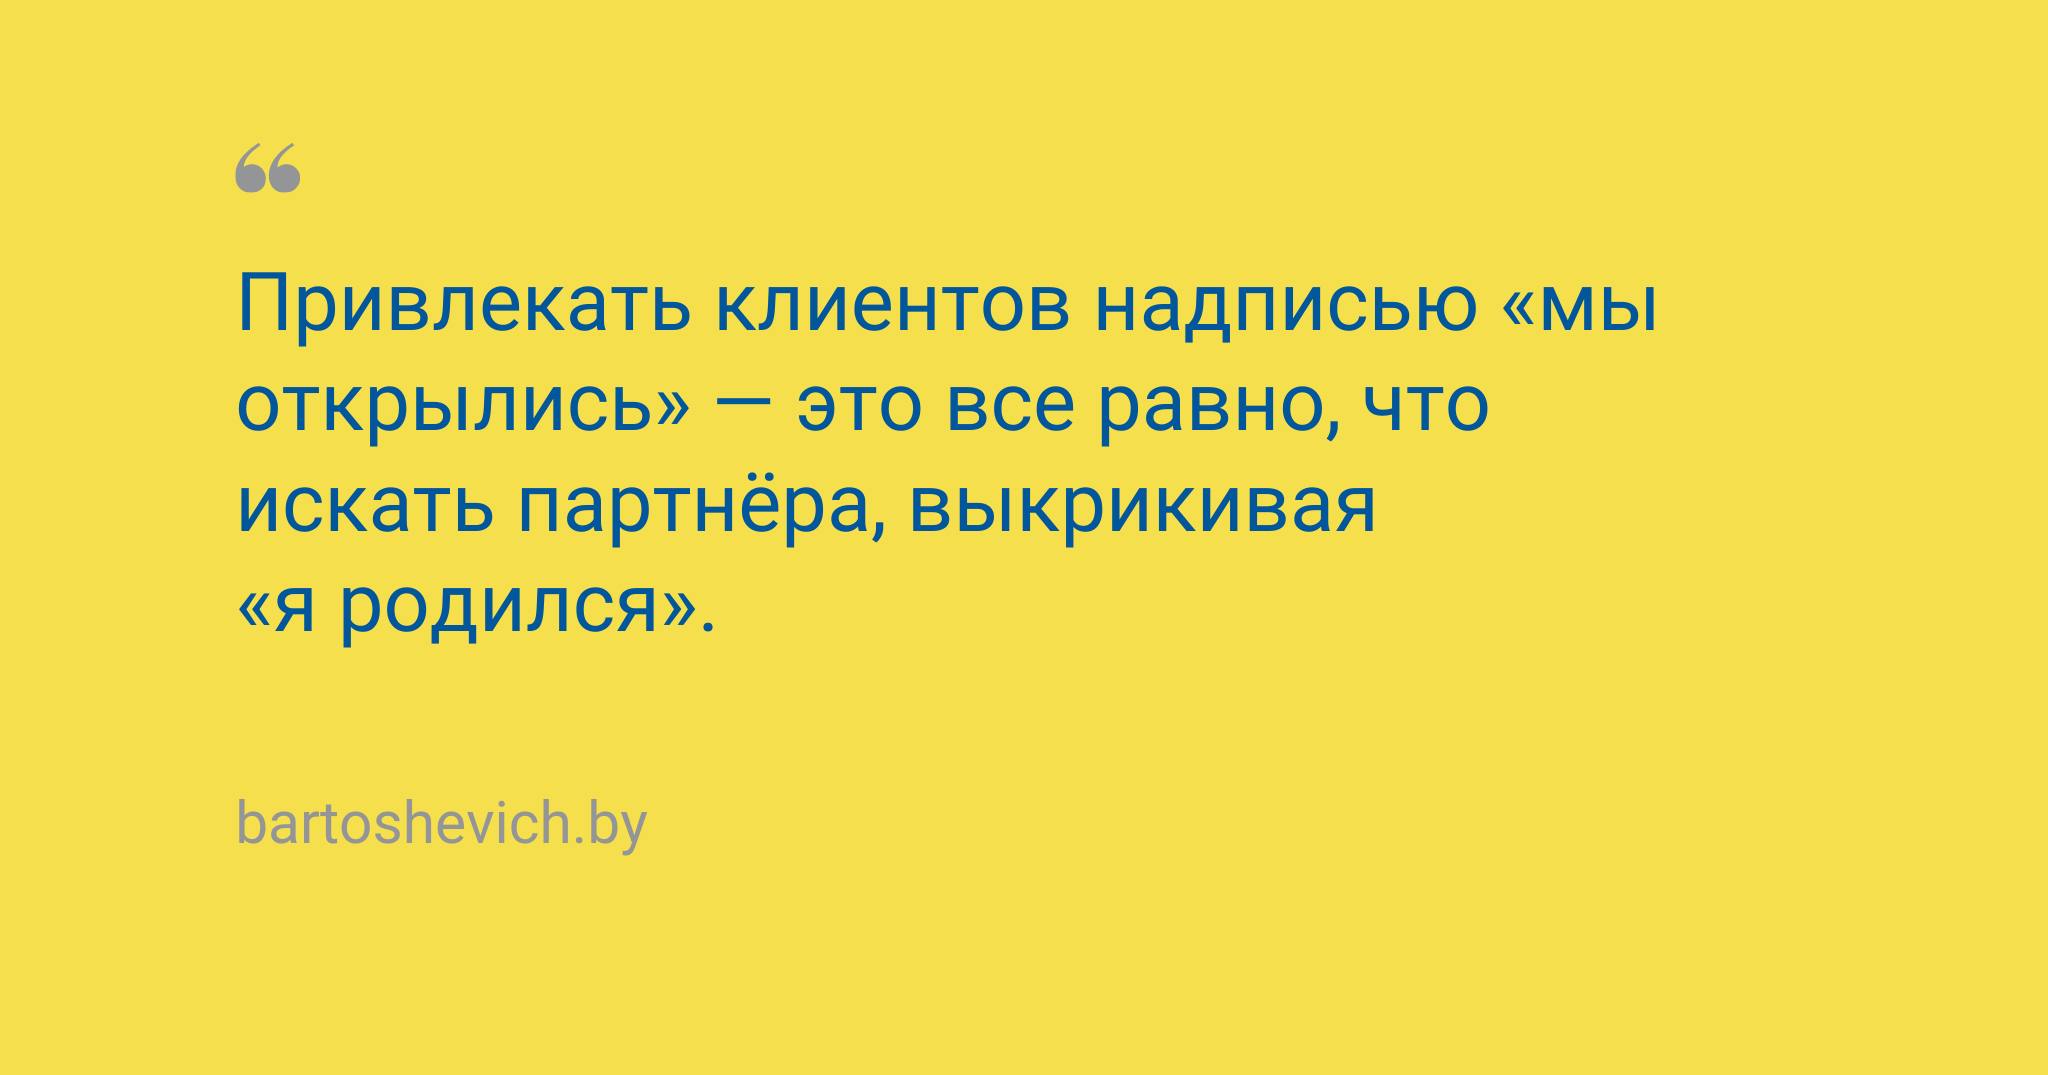 “
Привлекать клиентов надписью «мы
открылись» — это все равно, что
искать партнёра, выкрикивая
«я родился».
bartoshevich.by